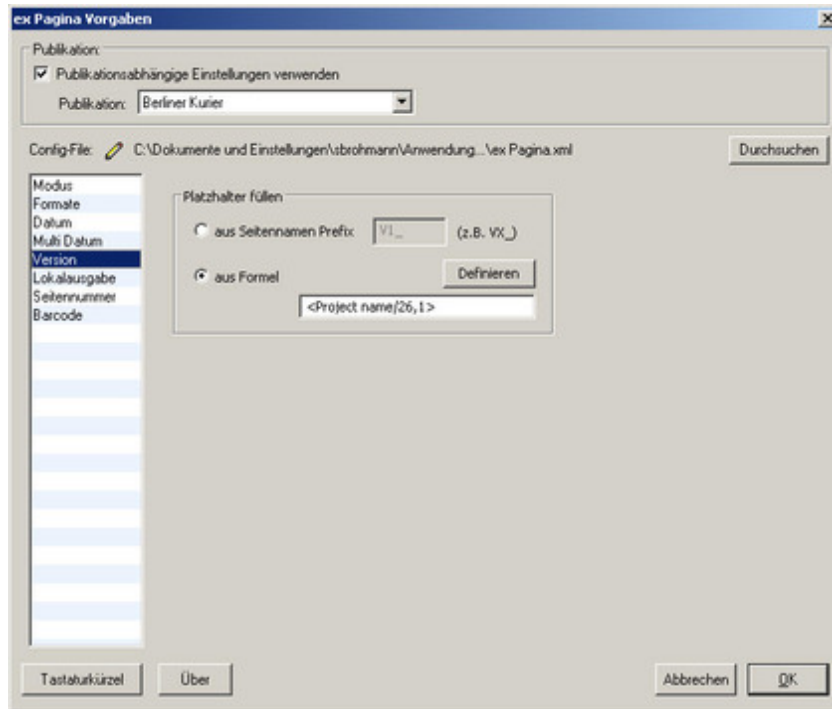 ex Pagina Vorgaben
Publikation:
Publikationsabhängige Einstellungen verwenden
Publikation: Berliner Kurier
Config-File: C:\Dokumente und Einstellungen\sbrohmann\Anwendung...\ex Pagina.xml Durchsuchen
Modus
Formate
Datum
Multi Datum
Version
Lokalausgabe
Seitennummer
Barcode
Platzhalter füllen
aus Seitennamen Prefix V1_ (z.B. VX_)
aus Formel Definieren
<Project name/26,1>
Tastaturkürzel Über Abbrechen OK